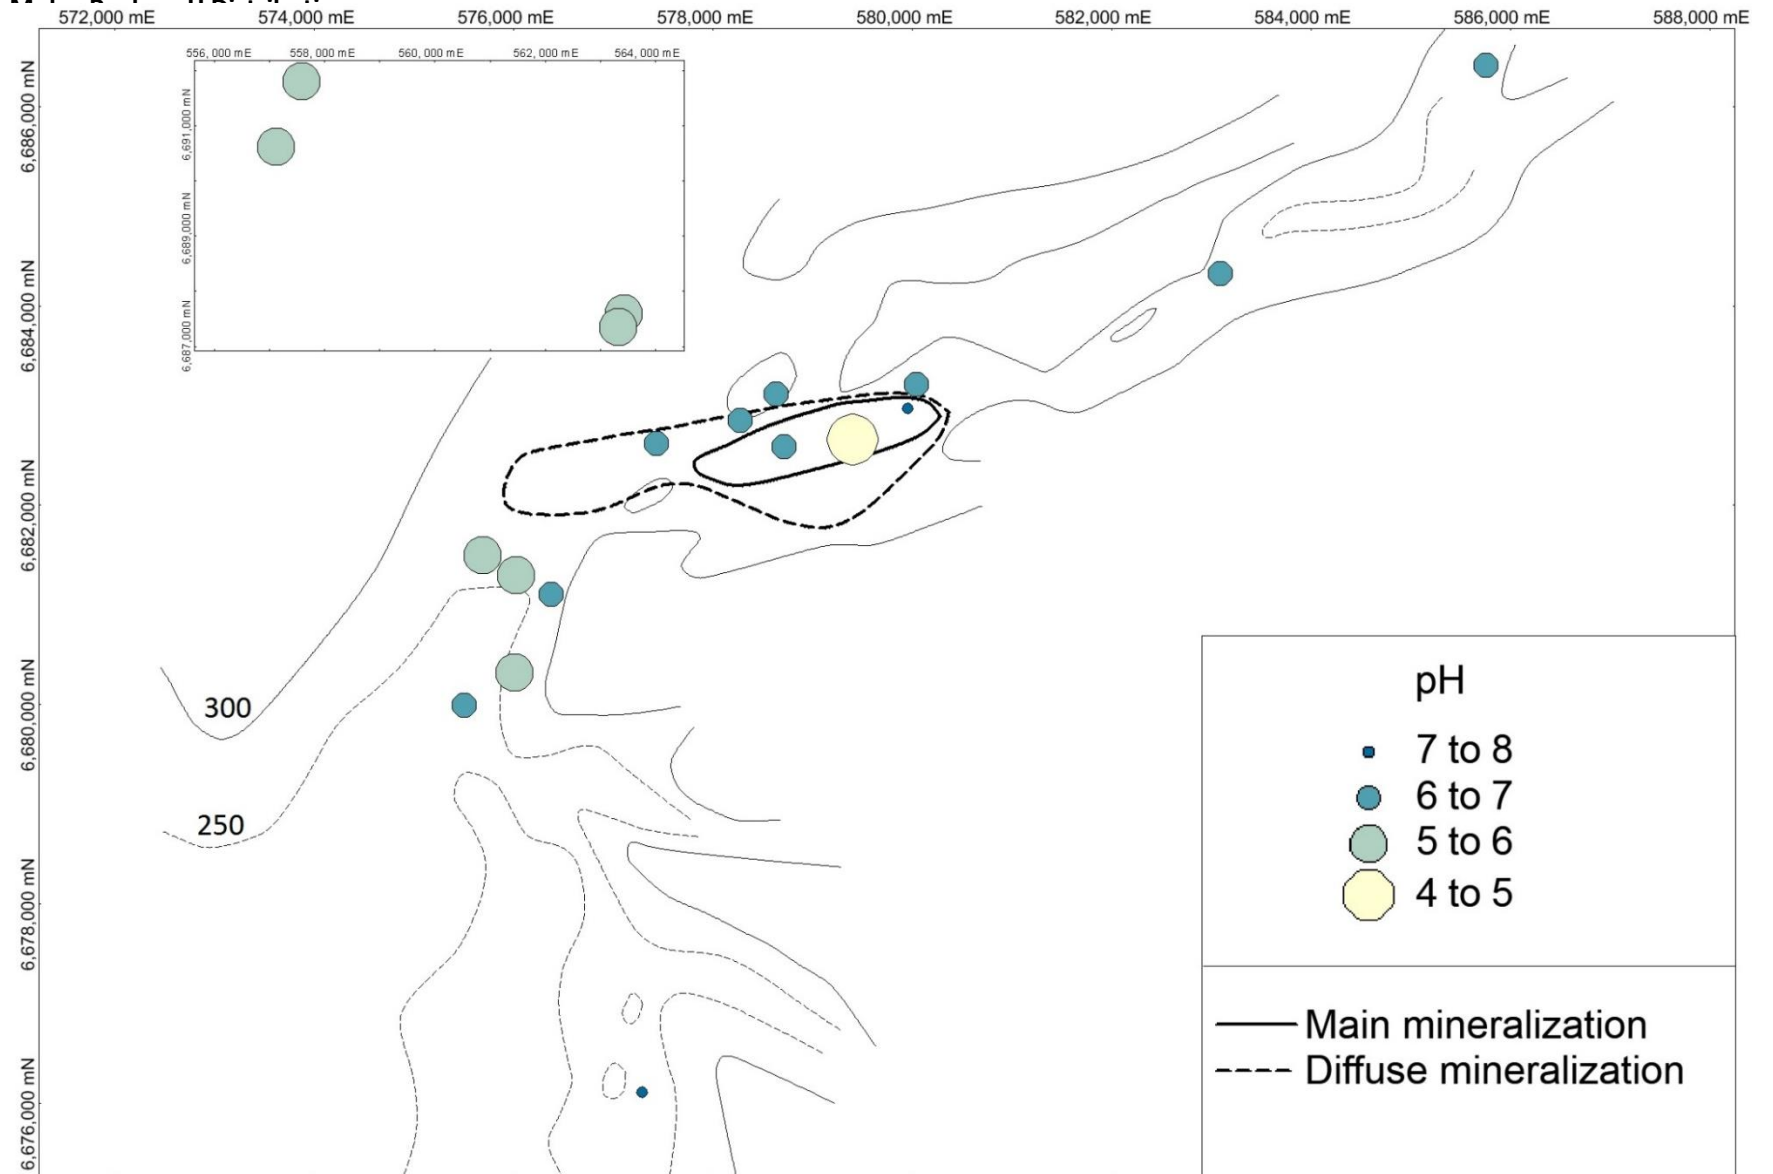 572,000 mE 574,000 mE 576,000 mE 578,000 mE 580,000 mE 582,000 mE 584,000 mE 586,000 mE 588,000 mE
556,000 mE 558,000 mE 560,000 mE 562,000 mE 564,000 mE
6,691,000 mN
6,689,000 mN
6,687,000 mN
6,686,000 mN
6,684,000 mN
6,682,000 mN
6,680,000 mN
6,678,000 mN
6,676,000 mN
300
250
pH
7 to 8
6 to 7
5 to 6
4 to 5
Main mineralization
Diffuse mineralization